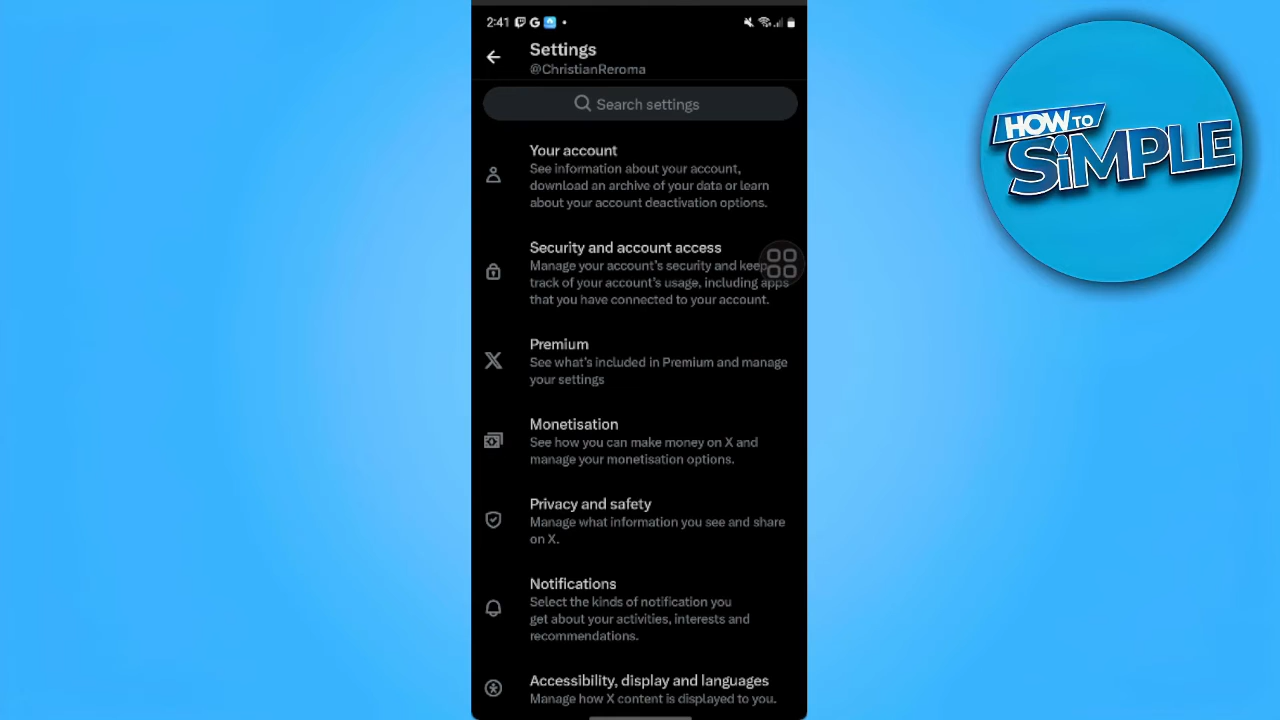 2:41
Settings
@ChristianReroma
Search settings
Your account
See information about your account,
download an archive of your data or learn
about your account deactivation options.
Security and account access
Manage your account's security and keep
track of your account's usage, including apps
that you have connected to your account.
Premium
See what's included in Premium and manage
your settings
Monetisation
See how you can make money on X and
manage your monetisation options.
Privacy and safety
Manage what information you see and share
on X.
Notifications
Select the kinds of notification you
get about your activities, interests and
recommendations.
Accessibility, display and languages
Manage how X content is displayed to you.
HOW TO
SiMPLE